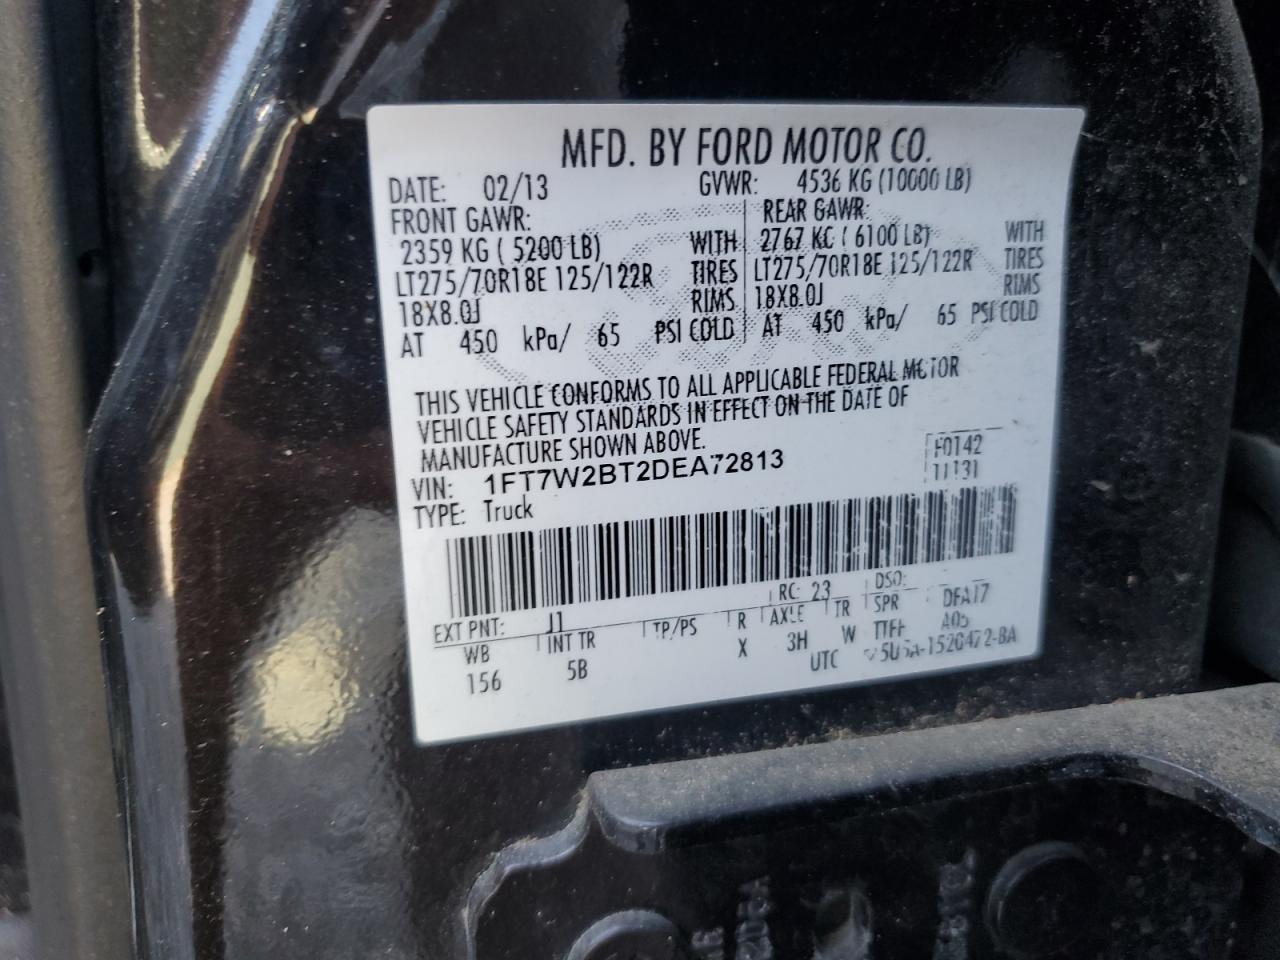 MFD. BY FORD MOTOR CO.
DATE: 02/13 GVWR: 4536 KG (10000 LB)
FRONT GAWR: REAR GAWR:
2359 KG ( 5200 LB) WITH 2767 KG ( 6100 LB) WITH
LT275/70R18E 125/122R TIRES LT275/70R18E 125/122R TIRES
18X8.0J RIMS 18X8.0J RIMS
AT 450 kPa/ 65 PSI COLD AT 450 kPa/ 65 PSI COLD
THIS VEHICLE CONFORMS TO ALL APPLICABLE FEDERAL MOTOR
VEHICLE SAFETY STANDARDS IN EFFECT ON THE DATE OF
MANUFACTURE SHOWN ABOVE.
VIN: 1FT7W2BT2DEA72813
F0142
11131
TYPE: Truck
EXT PNT: J1 RC: 23 DSO:
WB INT TR TP/PS R AXLE TR SPR DFA17
156 5B X 3H W TTFF A05
UTC